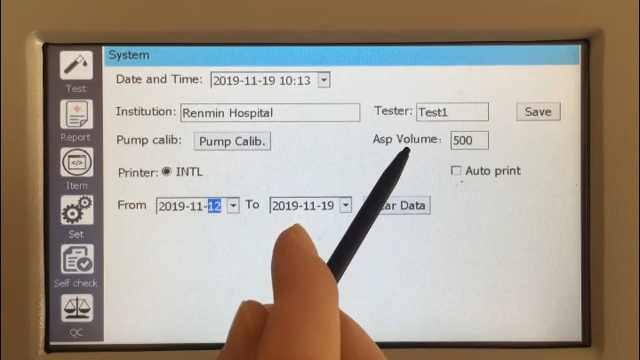 System
Test
Date and Time: 2019-11-19 10:13
Report
Institution: Renmin Hospital Tester: Test1 Save
Pump calib: Pump Calib. Asp Volume: 500
Item
Printer: INTL Auto print
Set
From 2019-11-12 To 2019-11-19 ar Data
Self check
QC